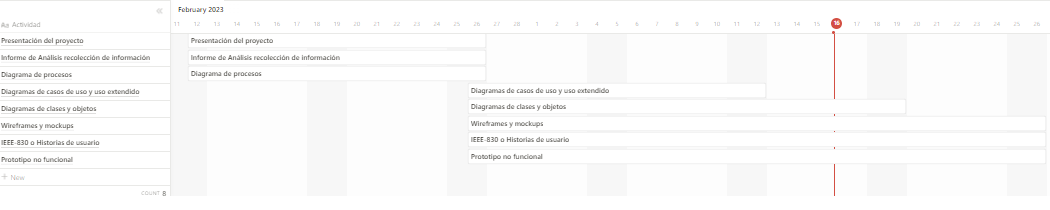 February 2023
Aa Actividad
11 12 13 14 15 16 17 18 19 20 21 22 23 24 25 26 27 28 1 2 3 4 5 6 7 8 9 10 11 12 13 14 15 16 17 18 19 20 21 22 23 24 25 26
Presentación del proyecto Presentación del proyecto
Informe de Análisis recolección de información Informe de Análisis recolección de información
Diagrama de procesos Diagrama de procesos
Diagramas de casos de uso y uso extendido Diagramas de casos de uso y uso extendido
Diagramas de clases y objetos Diagramas de clases y objetos
Wireframes y mockups Wireframes y mockups
IEEE-830 o Historias de usuario IEEE-830 o Historias de usuario
Prototipo no funcional Prototipo no funcional
+ New
COUNT 8